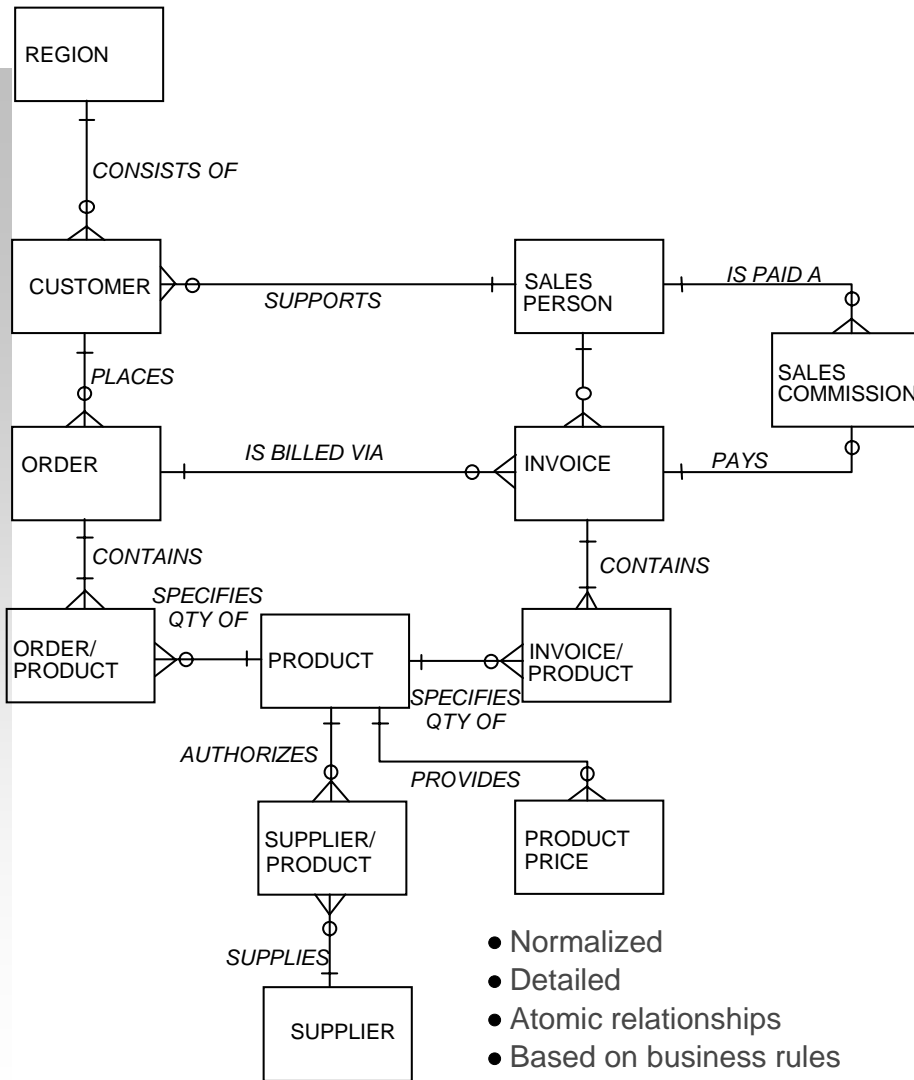 REGION
CONSISTS OF
CUSTOMER
SUPPORTS
SALES
PERSON
IS PAID A
SALES
COMMISSION
PLACES
ORDER
IS BILLED VIA
INVOICE
PAYS
CONTAINS
CONTAINS
ORDER/
PRODUCT
SPECIFIES
QTY OF
PRODUCT
SPECIFIES
QTY OF
INVOICE/
PRODUCT
AUTHORIZES
PROVIDES
SUPPLIER/
PRODUCT
PRODUCT
PRICE
SUPPLIES
SUPPLIER
● Normalized
● Detailed
● Atomic relationships
● Based on business rules